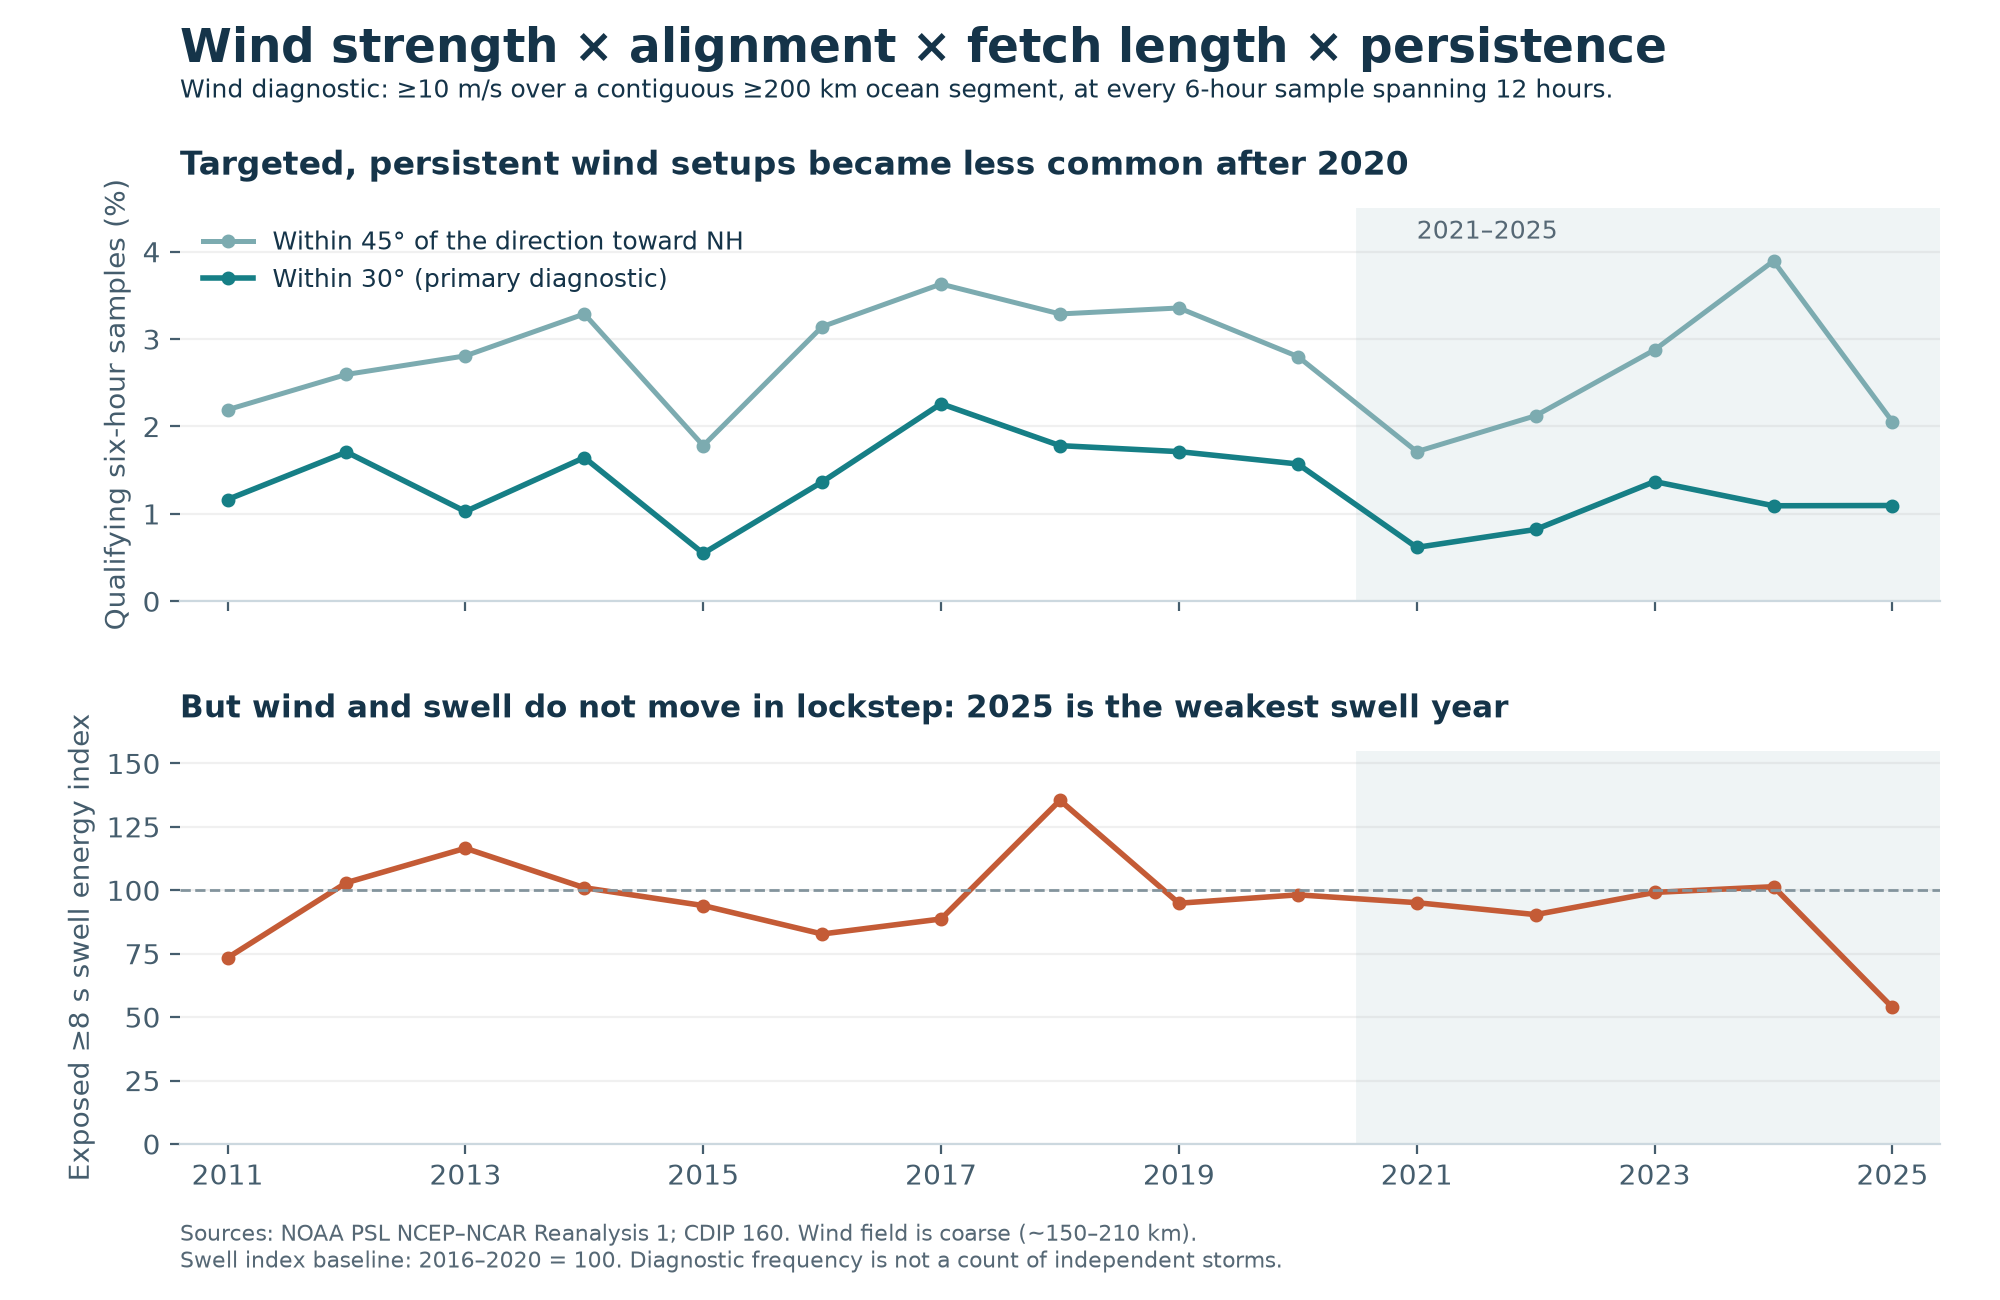 Wind strength × alignment × fetch length × persistence
Wind diagnostic: ≥10 m/s over a contiguous ≥200 km ocean segment, at every 6-hour sample spanning 12 hours.
Targeted, persistent wind setups became less common after 2020
Qualifying six-hour samples (%)
4
3
2
1
0
Within 45° of the direction toward NH
Within 30° (primary diagnostic)
2021–2025
But wind and swell do not move in lockstep: 2025 is the weakest swell year
Exposed ≥8 s swell energy index
150
125
100
75
50
25
0
2011 2013 2015 2017 2019 2021 2023 2025
Sources: NOAA PSL NCEP–NCAR Reanalysis 1; CDIP 160. Wind field is coarse (~150–210 km).
Swell index baseline: 2016–2020 = 100. Diagnostic frequency is not a count of independent storms.